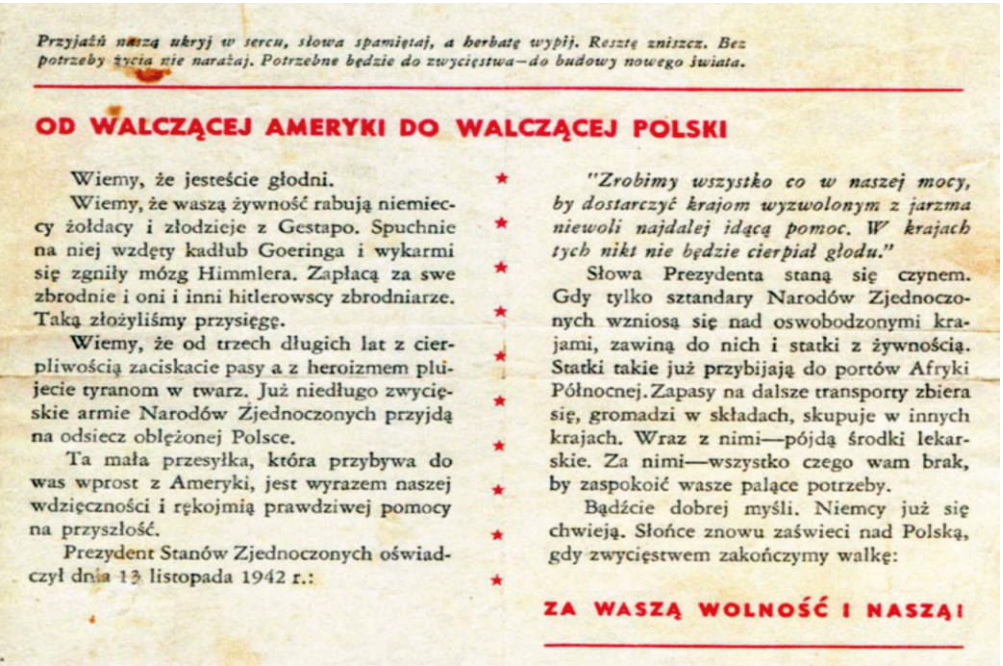 Przyjaźń naszą ukryj w sercu, słowa spamiętaj, a herbatę wypij. Resztę zniszcz. Bez
potrzeby życia nie narażaj. Potrzebne będzie do zwycięstwa—do budowy nowego świata.
OD WALCZĄCEJ AMERYKI DO WALCZĄCEJ POLSKI
Wiemy, że jesteście głodni.
Wiemy, że waszą żywność rabują niemiec-
cy żołdacy i złodzieje z Gestapo. Spuchnie
na niej wzdęty kadłub Goeringa i wykarmi
się zgniły mózg Himmlera. Zapłacą za swe
zbrodnie i oni i inni hitlerowscy zbrodniarze.
Taką złożyliśmy przysięgę.
Wiemy, że od trzech długich lat z cier-
pliwością zaciskacie pasy a z heroizmem plu-
jecie tyranom w twarz. Już niedługo zwycię-
skie armie Narodów Zjednoczonych przyjdą
na odsiecz oblężonej Polsce.
Ta mała przesyłka, która przybywa do
was wprost z Ameryki, jest wyrazem naszej
wdzięczności i rękojmią prawdziwej pomocy
na przyszłość.
Prezydent Stanów Zjednoczonych oświad-
czył dnia 13 listopada 1942 r.:
"Zrobimy wszystko co w naszej mocy,
by dostarczyć krajom wyzwolonym z jarzma
niewoli najdalej idącą pomoc. W krajach
tych nikt nie będzie cierpiał głodu."
Słowa Prezydenta staną się czynem.
Gdy tylko sztandary Narodów Zjednoczo-
nych wzniosą się nad oswobodzonymi kra-
jami, zawiną do nich i statki z żywnością.
Statki takie już przybijają do portów Afryki
Północnej. Zapasy na dalsze transporty zbiera
się, gromadzi w składach, skupuje w innych
krajach. Wraz z nimi—pójdą środki lekar-
skie. Za nimi—wszystko czego wam brak,
by zaspokoić wasze palące potrzeby.
Bądźcie dobrej myśli. Niemcy już się
chwieją. Słońce znowu zaświeci nad Polską,
gdy zwycięstwem zakończymy walkę:
ZA WASZĄ WOLNOŚĆ I NASZĄ!